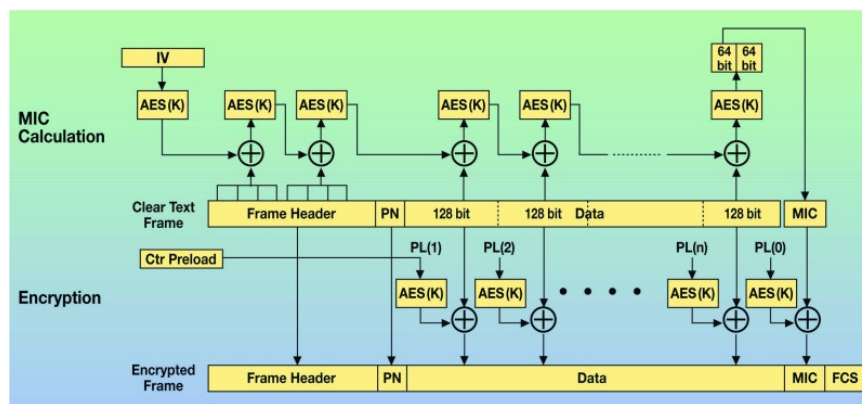 IV
64 bit
64 bit
AES(K)
AES(K)
AES(K)
AES(K)
AES(K)
AES(K)
MIC
Calculation
Clear Text
Frame
Frame Header
PN
128 bit
128 bit
Data
128 bit
MIC
Ctr Preload
PL(1)
PL(2)
PL(n)
PL(0)
AES(K)
AES(K)
AES(K)
AES(K)
Encryption
Encrypted
Frame
Frame Header
PN
Data
MIC
FCS